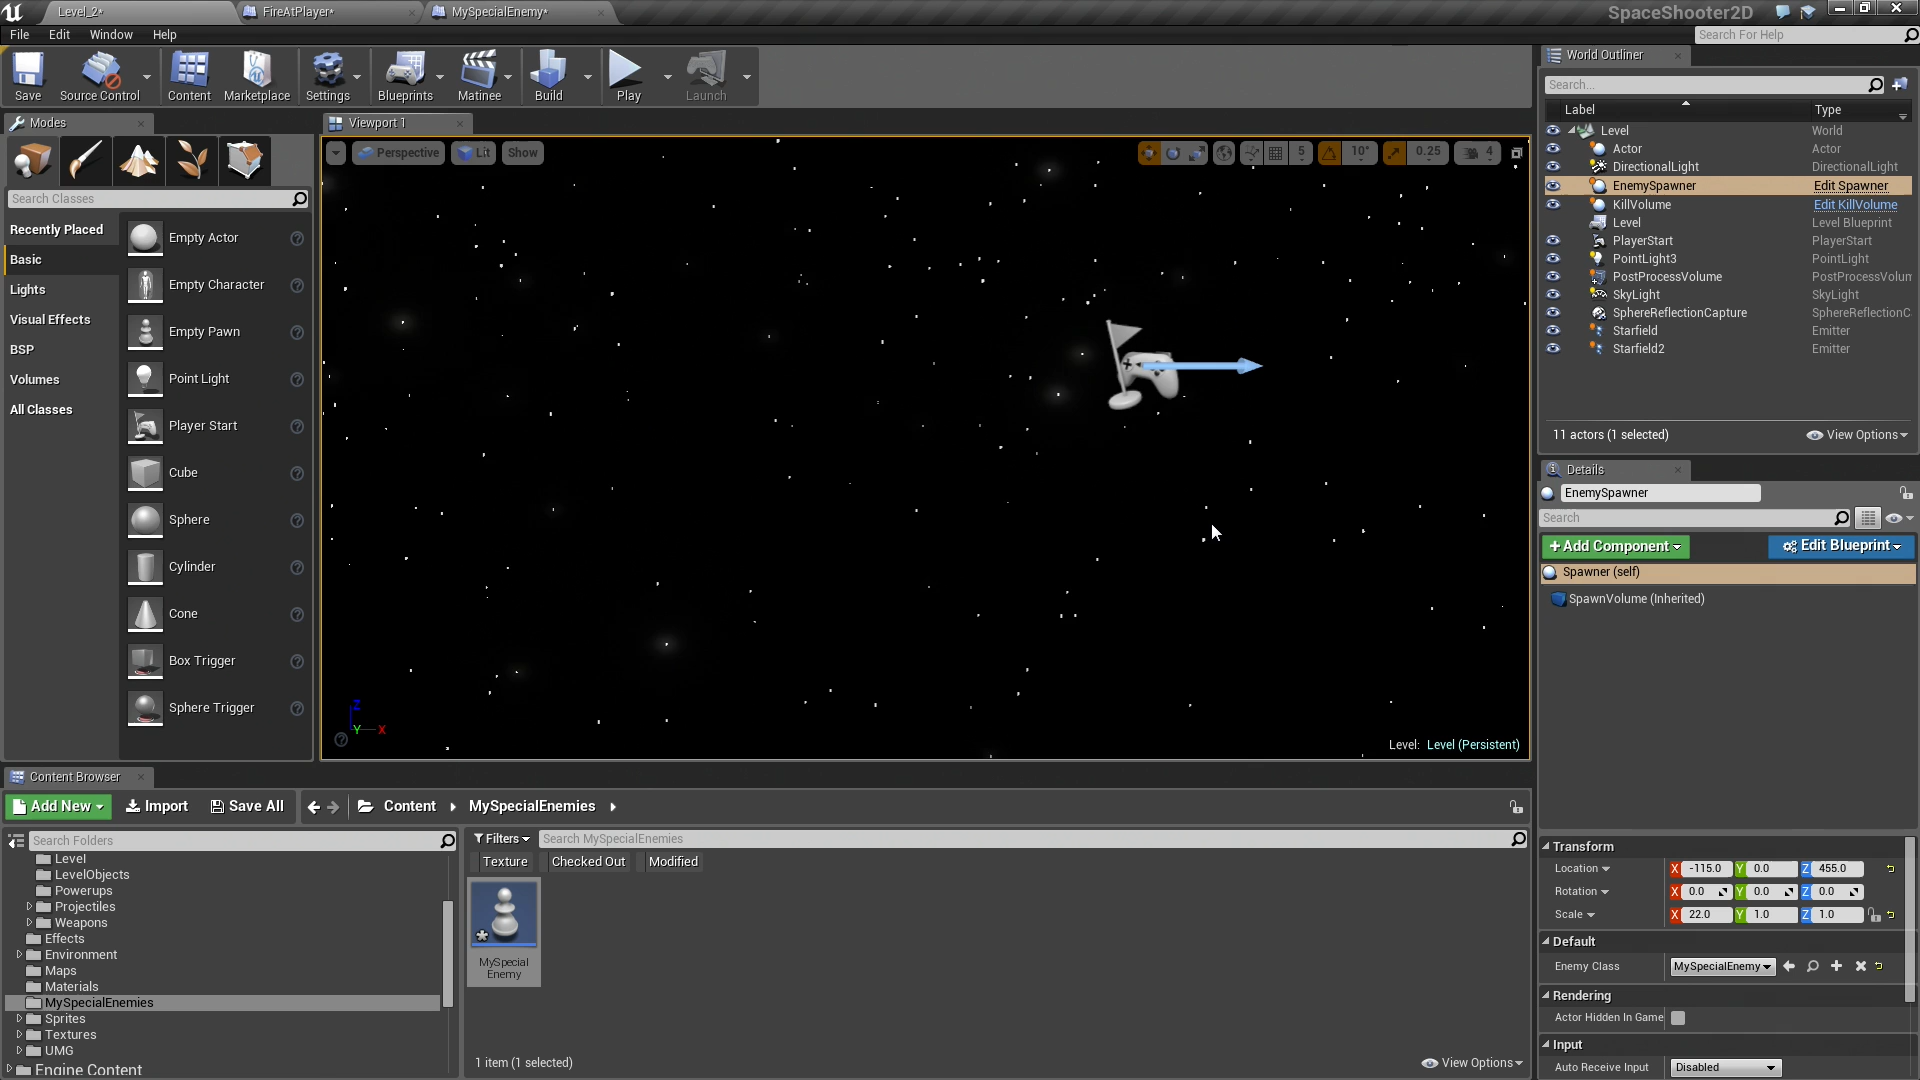 Level_2*
FireAtPlayer*
MySpecialEnemy*
SpaceShooter2D
File Edit Window Help
Search For Help
Save
Source Control
Content
Marketplace
Settings
Blueprints
Matinee
Build
Play
Launch
Modes
Search Classes
Recently Placed
Basic
Lights
Visual Effects
BSP
Volumes
All Classes
Empty Actor
Empty Character
Empty Pawn
Point Light
Player Start
Cube
Sphere
Cylinder
Cone
Box Trigger
Sphere Trigger
Viewport 1
Perspective Lit Show
5 10° 0.25 4
Z
Y X
Level: Level (Persistent)
World Outliner
Search...
Label Type
Level World
Actor Actor
DirectionalLight DirectionalLight
EnemySpawner Edit Spawner
KillVolume Edit KillVolume
Level Level Blueprint
PlayerStart PlayerStart
PointLight3 PointLight
PostProcessVolume PostProcessVolum
SkyLight SkyLight
SphereReflectionCapture SphereReflectionC
Starfield Emitter
Starfield2 Emitter
11 actors (1 selected) View Options
Details
EnemySpawner
Search
+Add Component Edit Blueprint
Spawner (self)
SpawnVolume (Inherited)
Transform
Location X -115.0 Y 0.0 Z 455.0
Rotation X 0.0 Y 0.0 Z 0.0
Scale X 22.0 Y 1.0 Z 1.0
Default
Enemy Class MySpecialEnemy
Rendering
Actor Hidden In Game
Input
Auto Receive Input Disabled
Content Browser
Add New Import Save All Content MySpecialEnemies
Search Folders
Level
LevelObjects
Powerups
Projectiles
Weapons
Effects
Environment
Maps
Materials
MySpecialEnemies
Sprites
Textures
UMG
Engine Content
Filters Search MySpecialEnemies
Texture Checked Out Modified
MySpecial
Enemy
1 item (1 selected) View Options